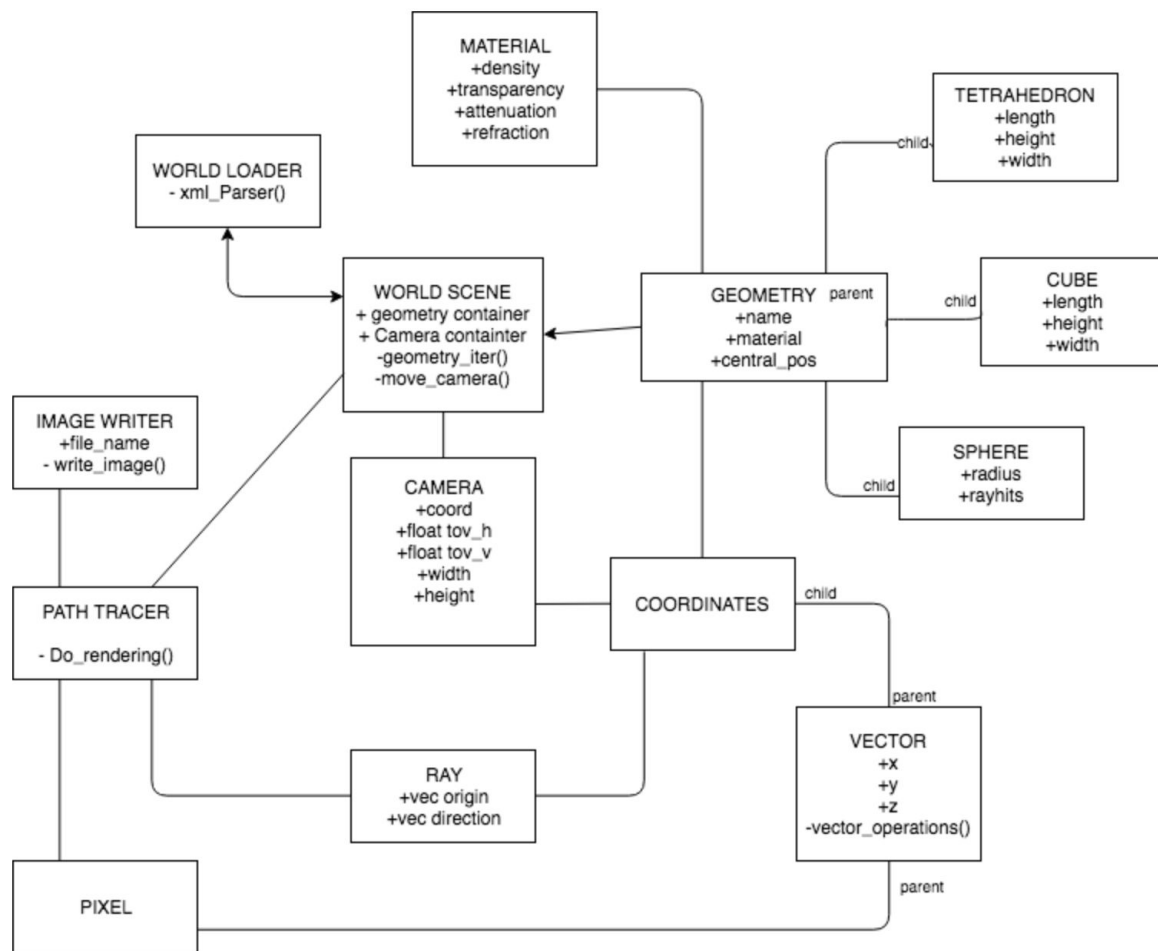 MATERIAL
+density
+transparency
+attenuation
+refraction
TETRAHEDRON
+length
+height
+width
child
WORLD LOADER
- xml_Parser()
WORLD SCENE
+ geometry container
+ Camera containter
-geometry_iter()
-move_camera()
GEOMETRY
parent
+name
+material
+central_pos
child
CUBE
+length
+height
+width
IMAGE WRITER
+file_name
- write_image()
CAMERA
+coord
+float tov_h
+float tov_v
+width
+height
SPHERE
+radius
+rayhits
child
PATH TRACER
- Do_rendering()
COORDINATES
child
parent
VECTOR
+x
+y
+z
-vector_operations()
parent
RAY
+vec origin
+vec direction
PIXEL